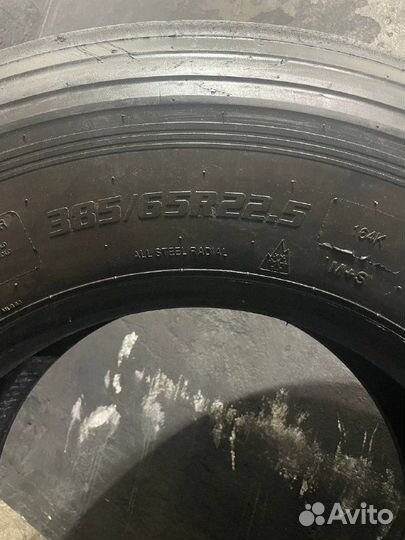 385/65R22.5
164K
ALL STEEL RADIAL
M+S
Avito